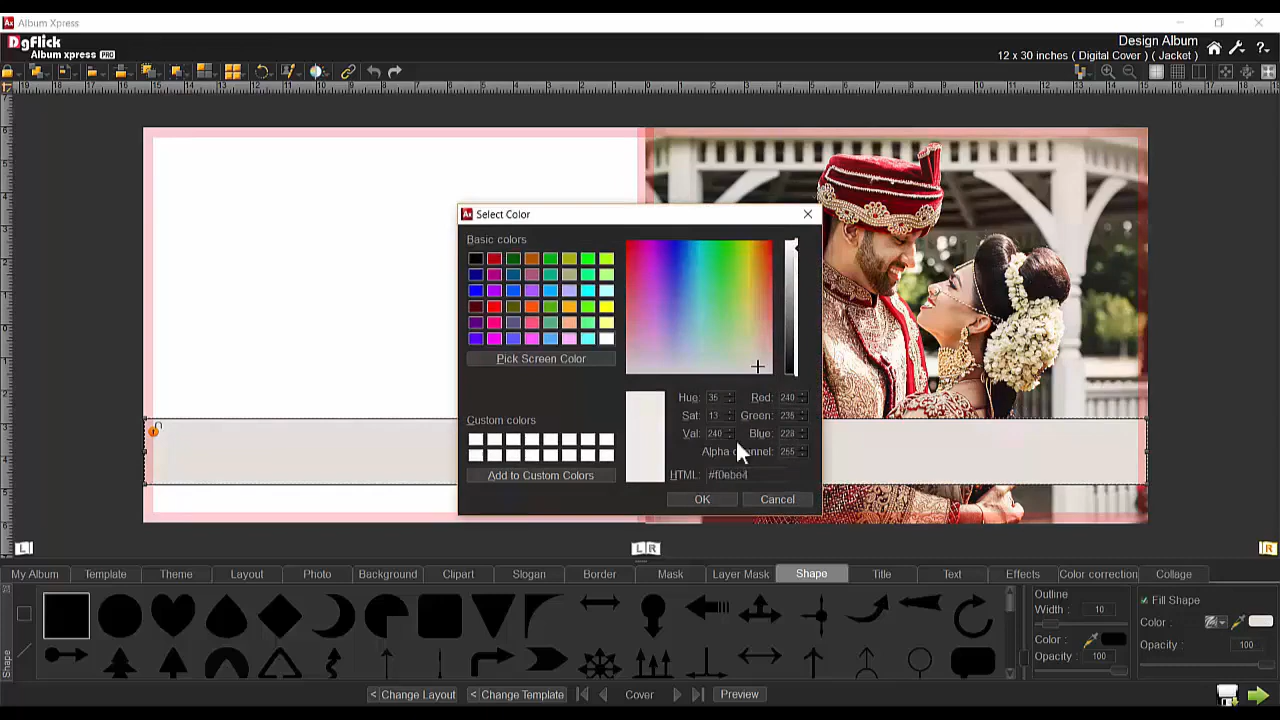 Album Xpress
DgFlick
Album xpress PRO
Design Album
12 x 30 inches ( Digital Cover ) ( Jacket )
Select Color
Basic colors
Pick Screen Color
Custom colors
Add to Custom Colors
Hue: 35 Red: 240
Sat: 13 Green: 235
Val: 240 Blue: 228
Alpha channel: 255
HTML: #f0ebe4
OK Cancel
L L R R
My Album Template Theme Layout Photo Background Clipart Slogan Border Mask Layer Mask Shape Title Text Effects Color correction Collage
Shape
Outline
Width : 10
Color :
Opacity : 100
Fill Shape
Color :
Opacity : 100
< Change Layout < Change Template Cover Preview